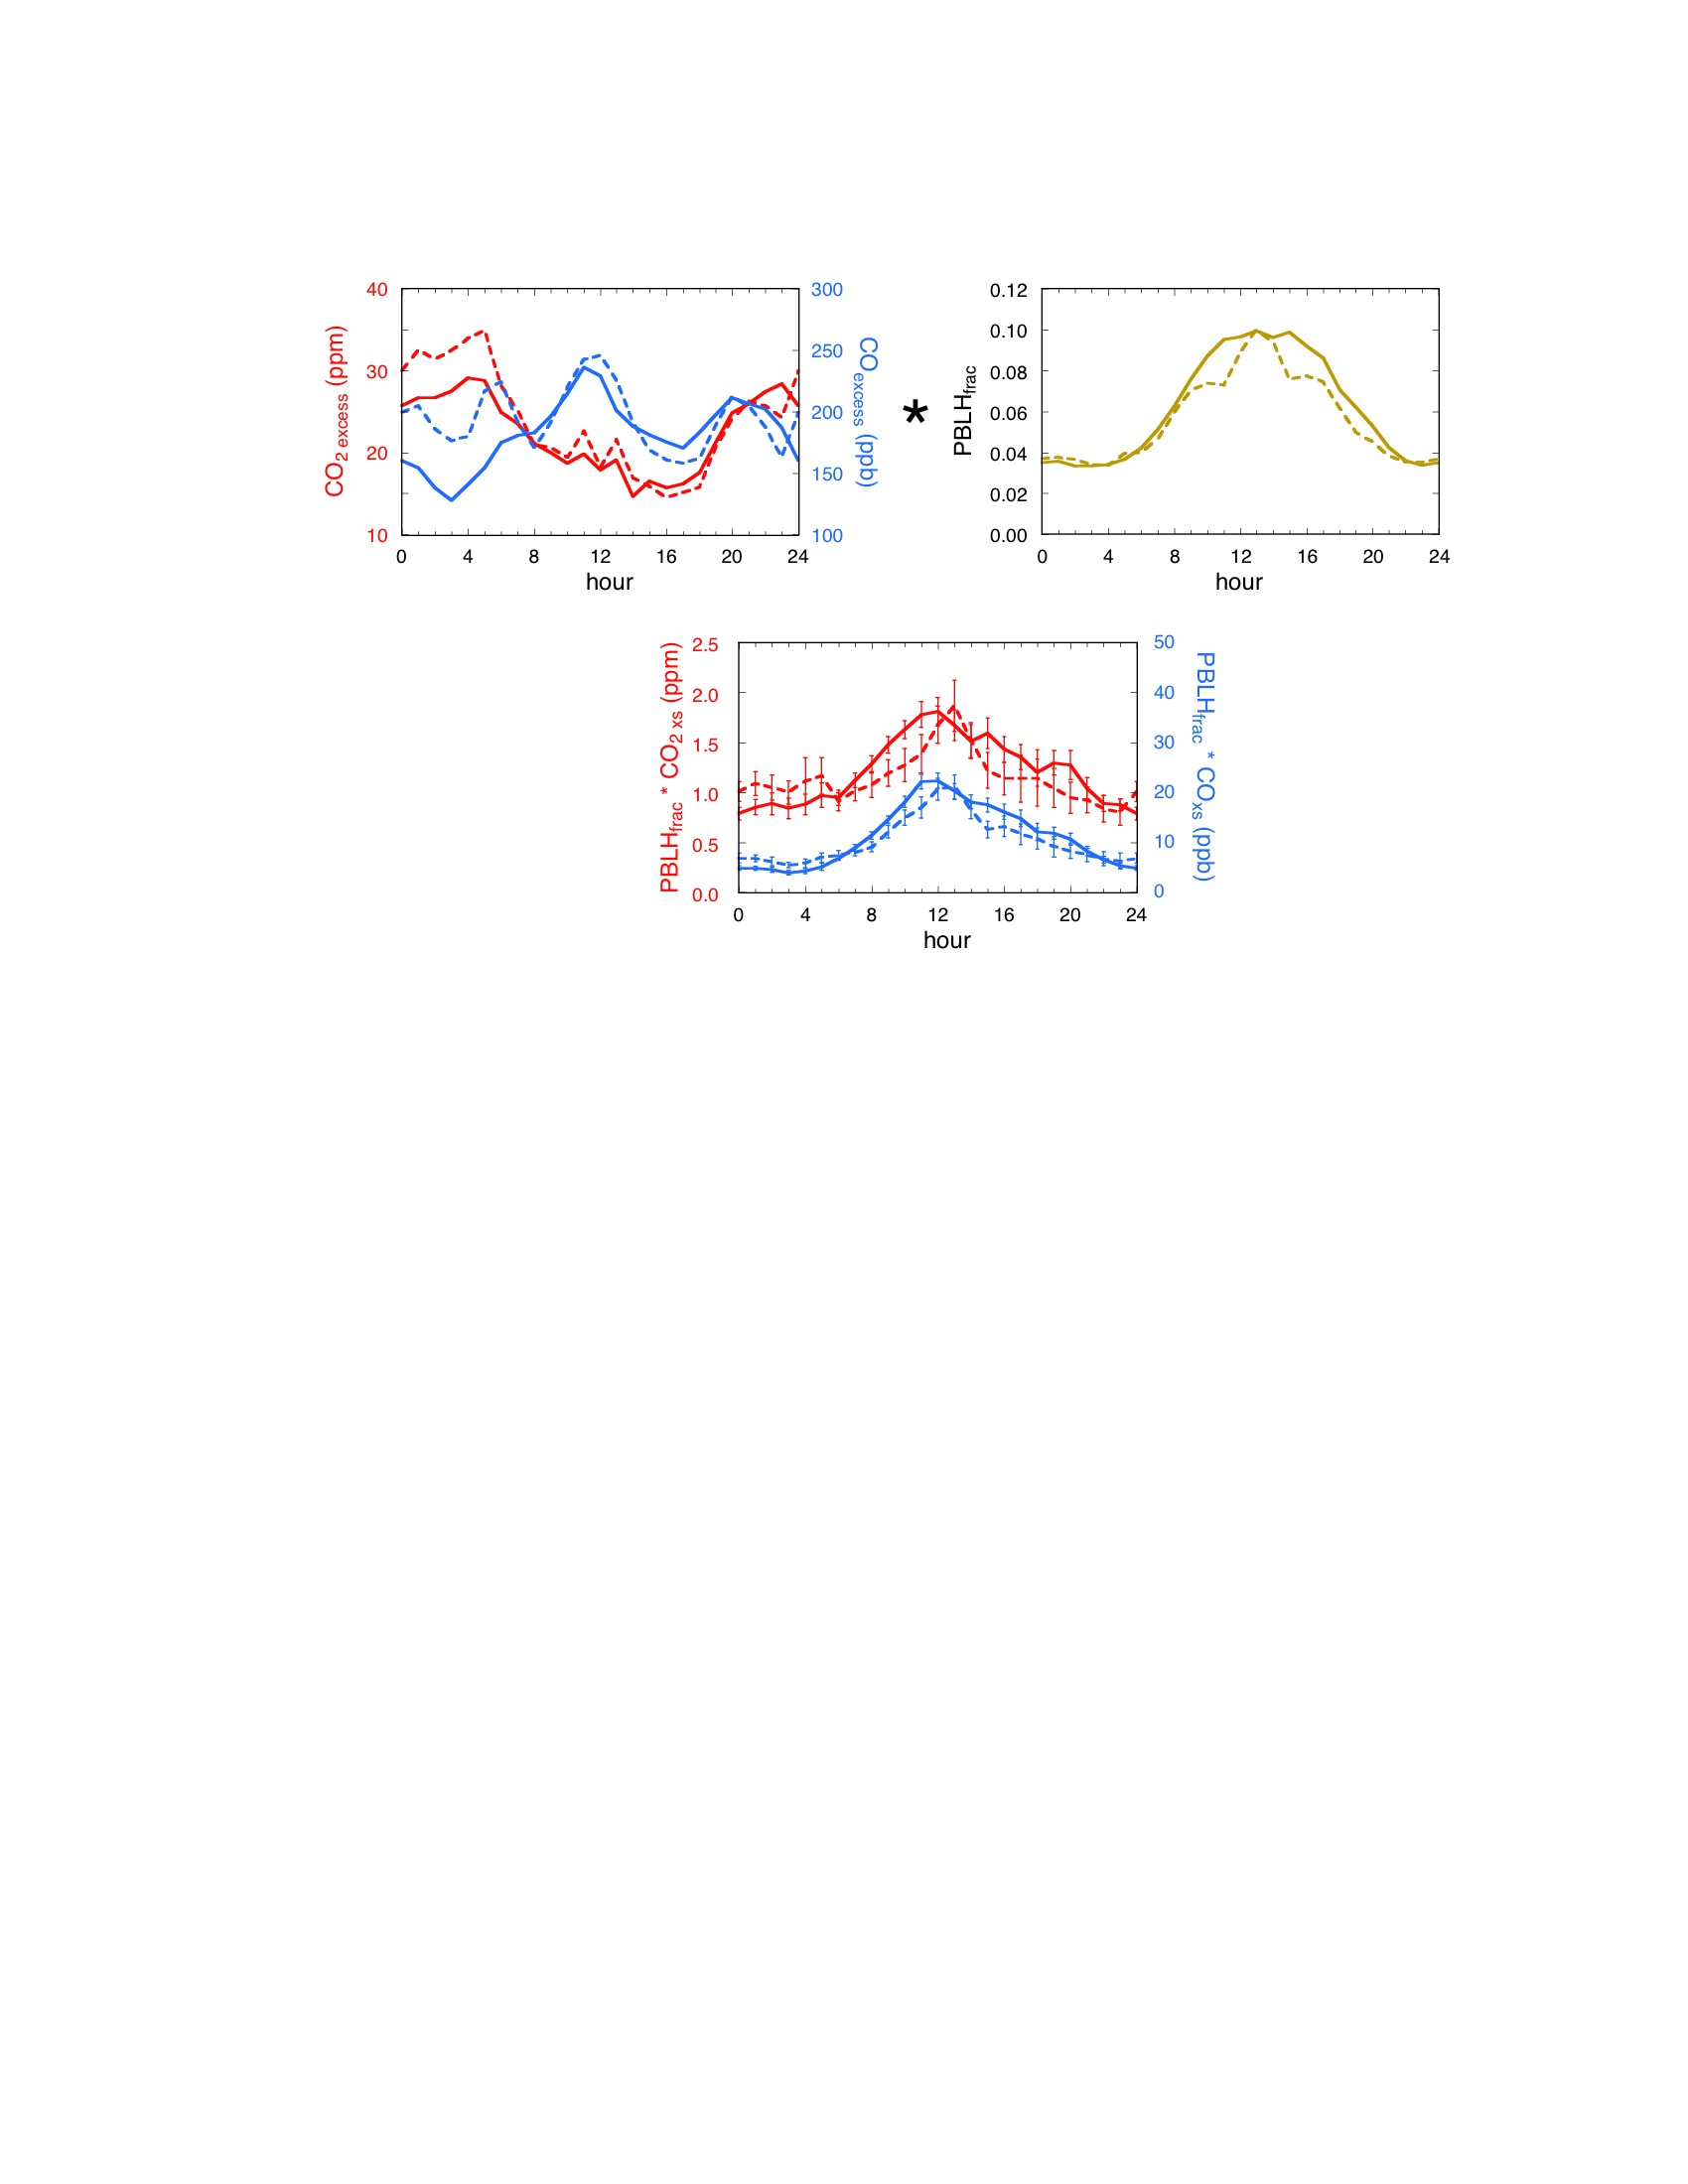 CO2 excess (ppm)
40
30
20
10
300
250
200
150
100
COexcess (ppb)
0 4 8 12 16 20 24
hour
*
PBLHfrac
0.12
0.10
0.08
0.06
0.04
0.02
0.00
0 4 8 12 16 20 24
hour
PBLHfrac * CO2 xs (ppm)
2.5
2.0
1.5
1.0
0.5
0.0
50
40
30
20
10
0
PBLHfrac * COxs (ppb)
0 4 8 12 16 20 24
hour